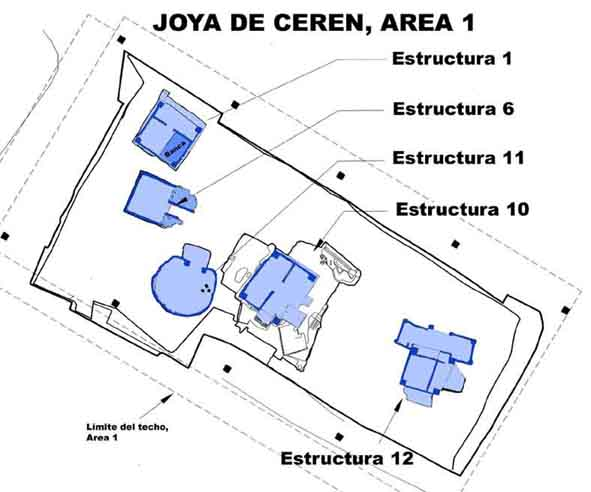 JOYA DE CEREN, AREA 1
Estructura 1
Estructura 6
Banca
Estructura 11
Estructura 10
Limite del techo,
Area 1
Estructura 12